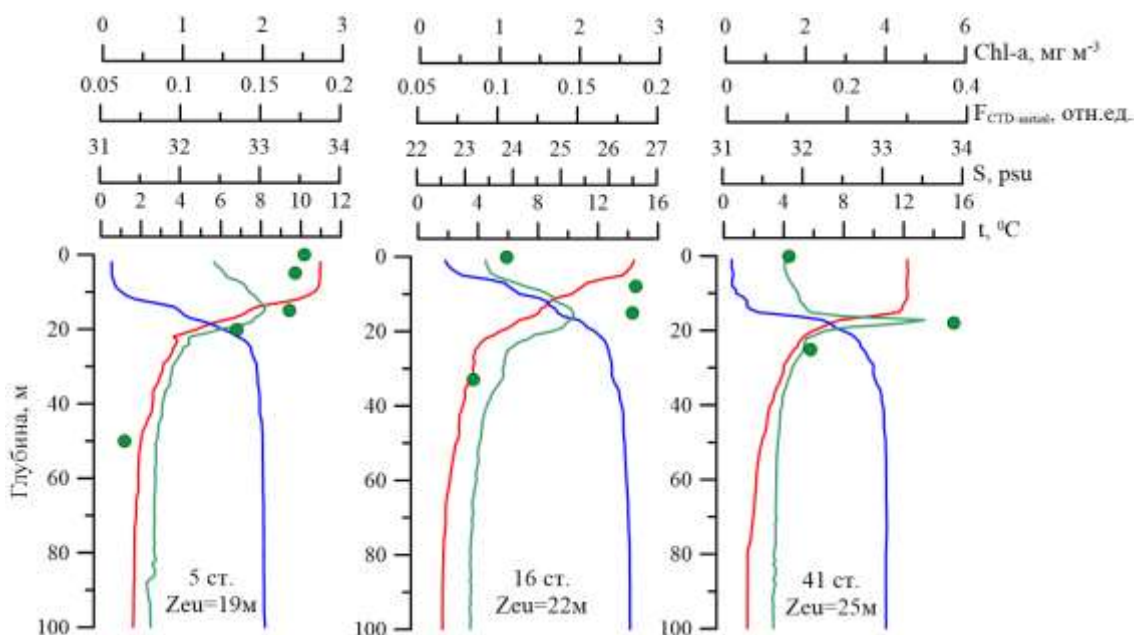 0 1 2 3 0 1 2 3 0 2 4 6
Chl-a, мг м-3
0.05 0.1 0.15 0.2 0.05 0.1 0.15 0.2 0 0.2 0.4
FCTD-initial, отн.ед.
31 32 33 34 22 23 24 25 26 27 31 32 33 34
S, psu
0 2 4 6 8 10 12 0 4 8 12 16 0 4 8 12 16
t, 0C
0 0 0
20 20 20
40 40 40
Глубина, м
60 60 60
80 80 80
5 ст. 16 ст. 41 ст.
Zeu=19м Zeu=22м Zeu=25м
100 100 100